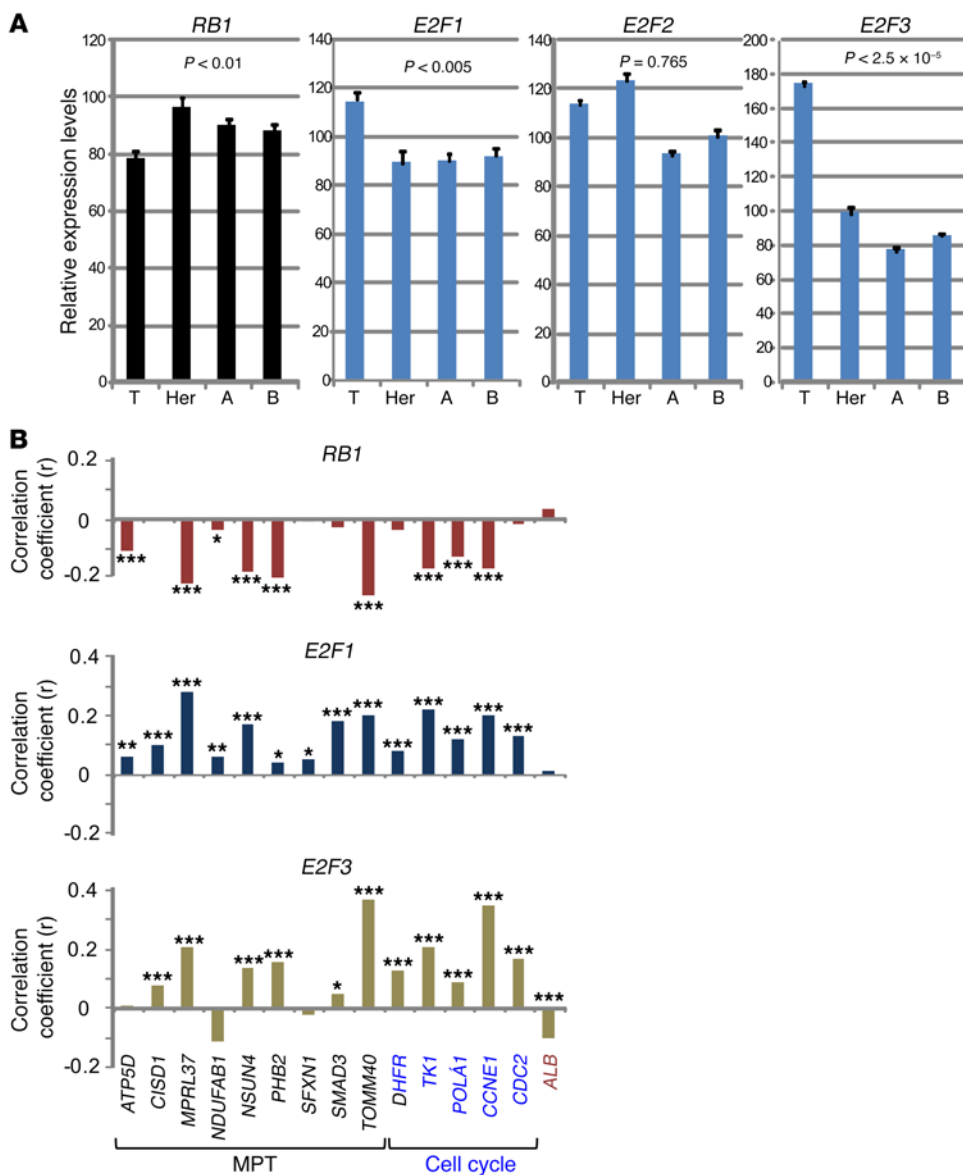 A
RB1
E2F1
E2F2
E2F3
Relative expression levels
120
100
80
60
40
20
0
P < 0.01
T Her A B
140
120
100
80
60
40
20
0
P < 0.005
T Her A B
140
120
100
80
60
40
20
0
P = 0.765
T Her A B
200
180
160
140
120
100
80
60
40
20
0
P < 2.5 × 10⁻⁵
T Her A B
B
RB1
Correlation
coefficient (r)
0.2
0
-0.2
*** *** * *** *** *** *** *** ***
E2F1
Correlation
coefficient (r)
0.4
0.2
0
-0.2
** *** *** ** *** * * *** *** *** *** *** *** ***
E2F3
Correlation
coefficient (r)
0.4
0.2
0
-0.2
*** *** *** *** * *** *** *** *** *** *** ***
ATP5D
CISD1
MPRL37
NDUFAB1
NSUN4
PHB2
SFXN1
SMAD3
TOMM40
DHFR
TK1
POLÁ1
CCNE1
CDC2
ALB
MPT
Cell cycle